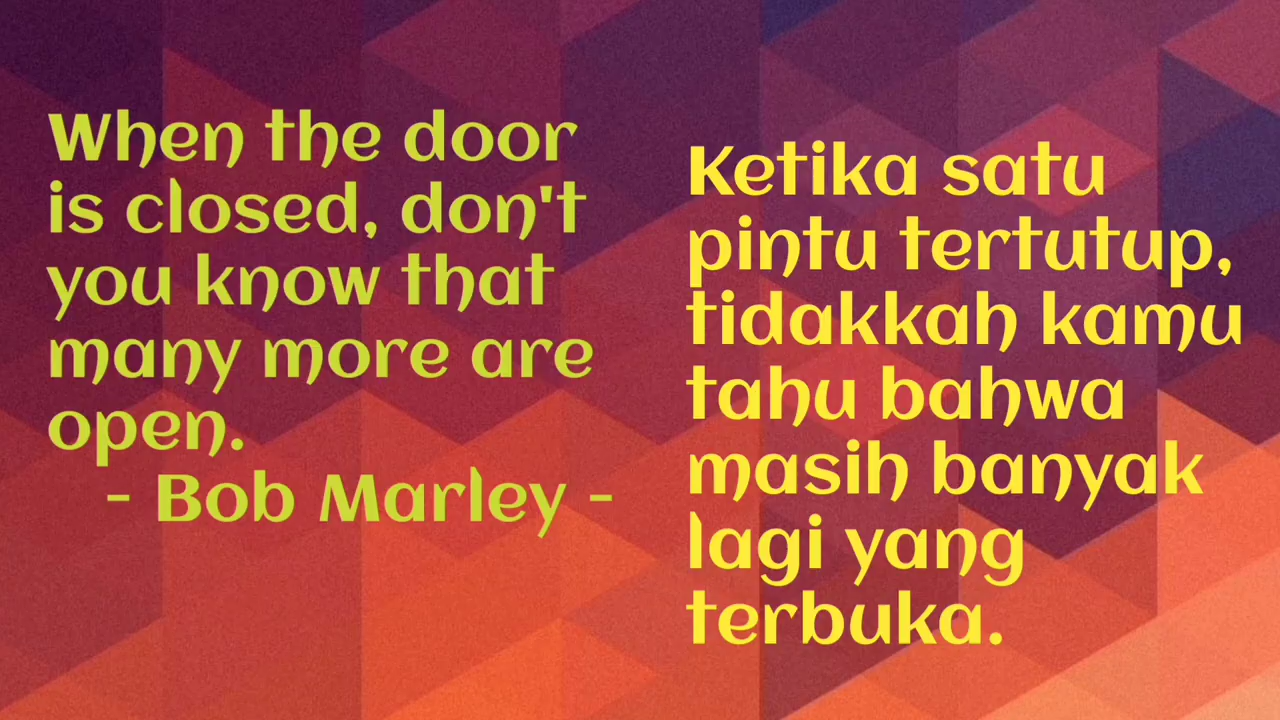 When the door
is closed, don't
you know that
many more are
open.
- Bob Marley -
Ketika satu
pintu tertutup,
tidakkah kamu
tahu bahwa
masih banyak
lagi yang
terbuka.